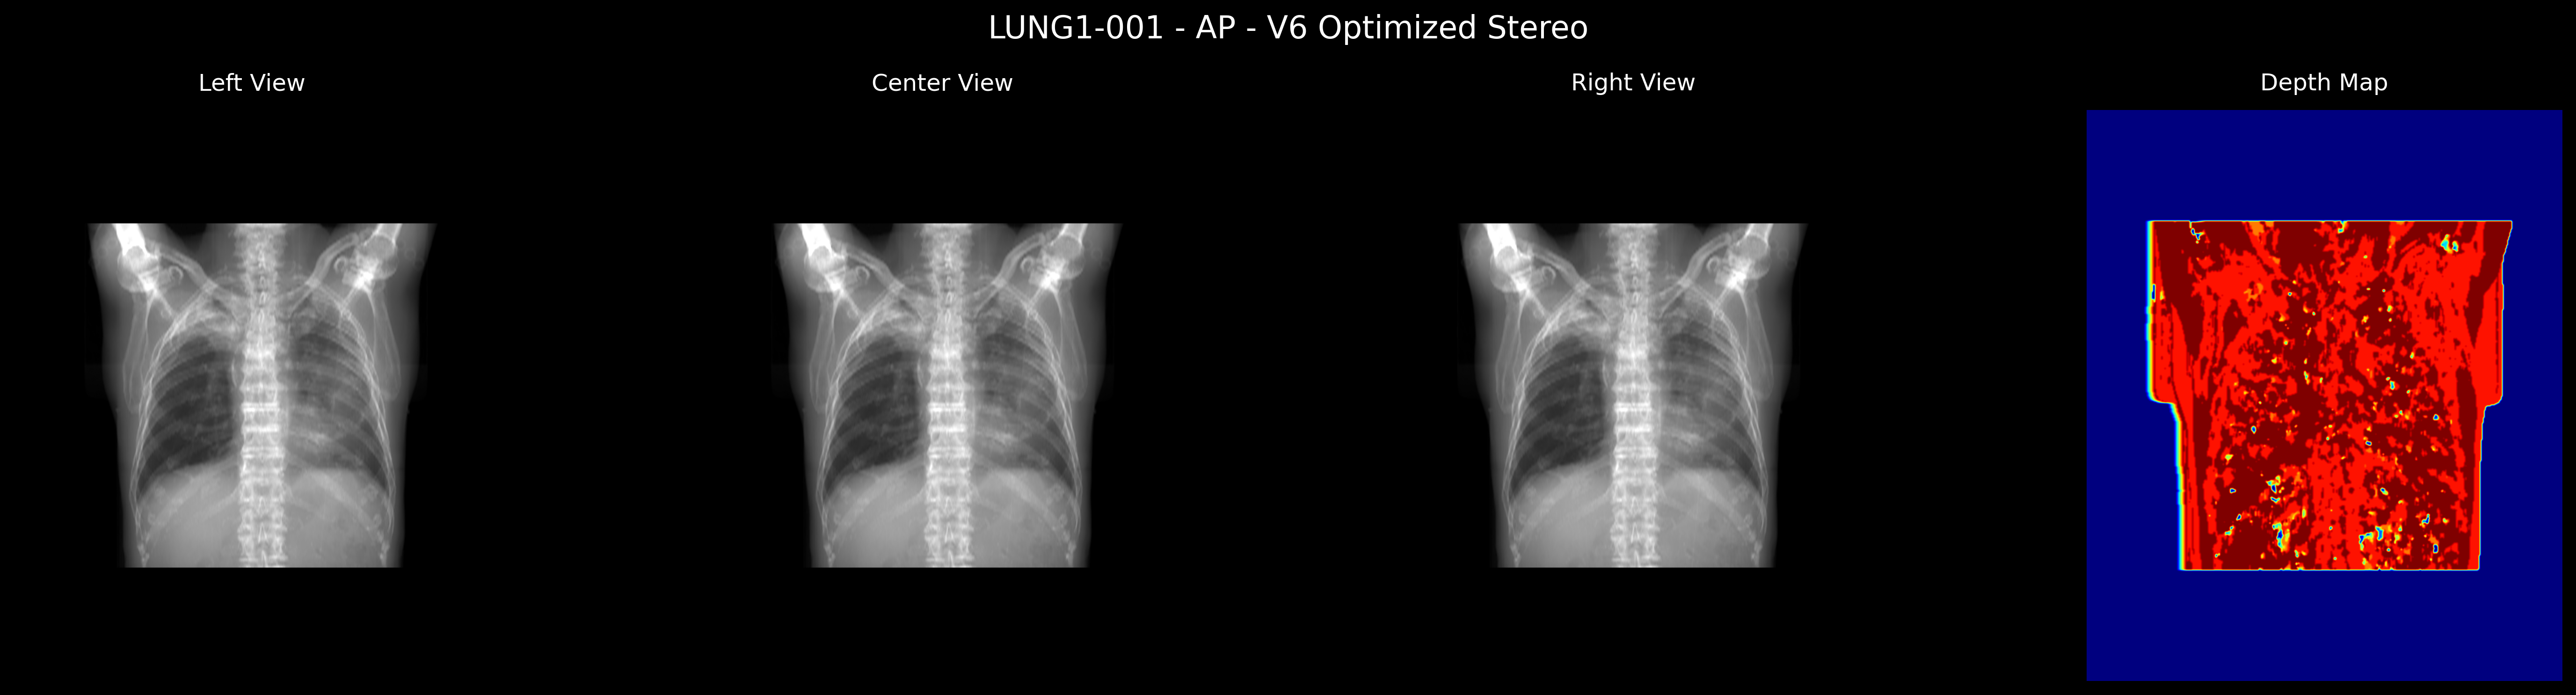 LUNG1-001 - AP - V6 Optimized Stereo
Left View
Center View
Right View
Depth Map